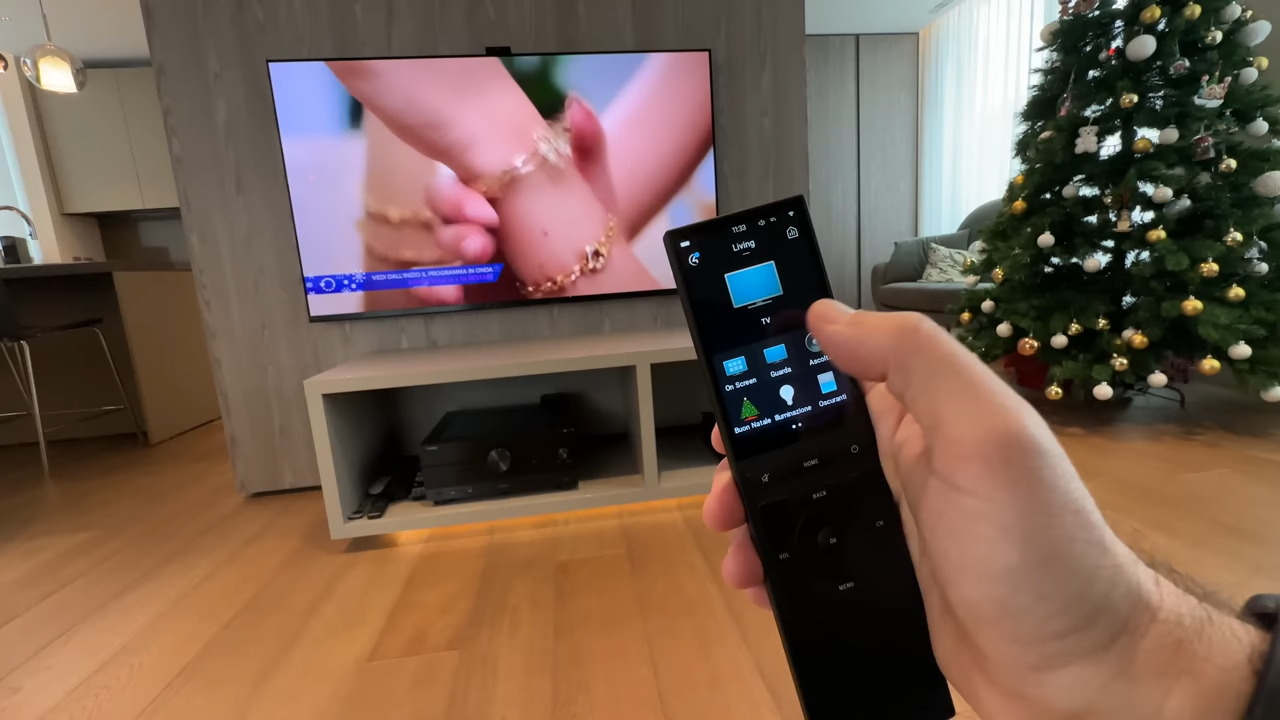 VEDI DALL'INIZIO IL PROGRAMMA IN ONDA
11:33
Living
TV
On Screen
Guarda
Ascolta
Buon Natale
Illuminazione
Oscuranti
HOME
BACK
CH
OK
VOL
MENU